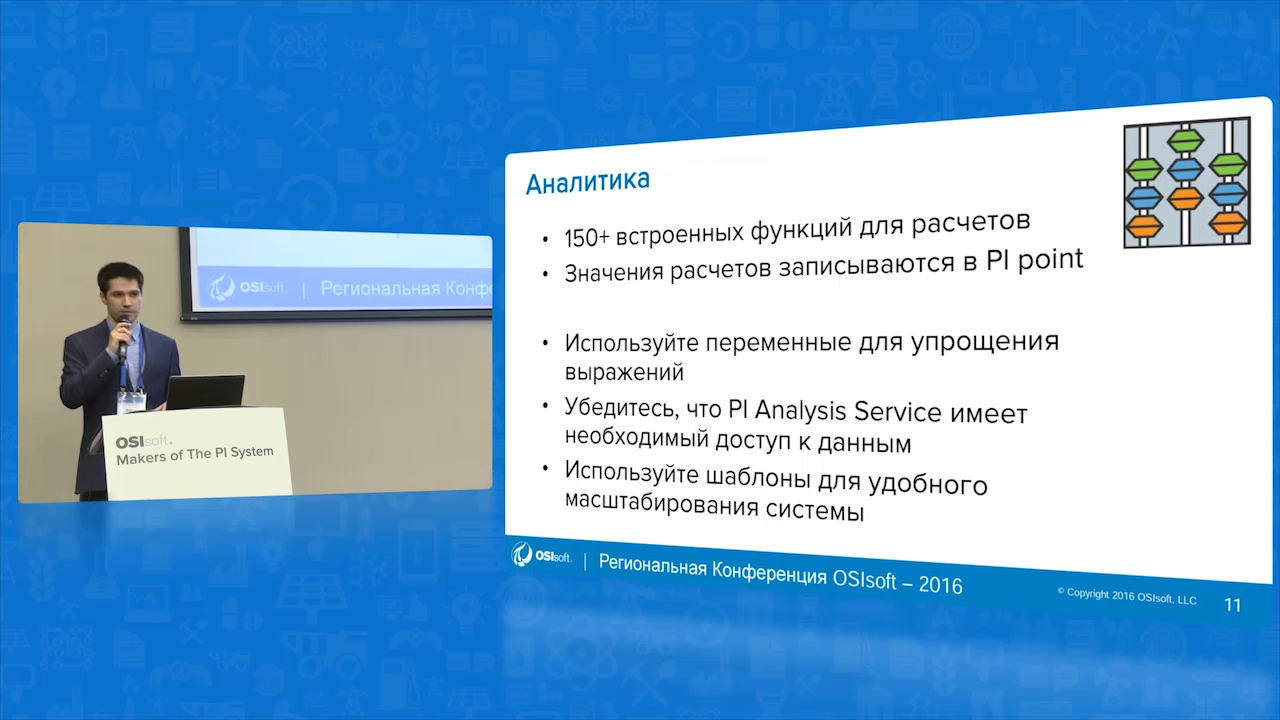 OSIsoft.
Региональная Конфе
OSIsoft.
Makers of The PI System
Аналитика
• 150+ встроенных функций для расчетов
• Значения расчетов записываются в PI point
• Используйте переменные для упрощения
выражений
• Убедитесь, что PI Analysis Service имеет
необходимый доступ к данным
• Используйте шаблоны для удобного
масштабирования системы
OSIsoft. | Региональная Конференция OSIsoft – 2016
© Copyright 2016 OSIsoft, LLC
11